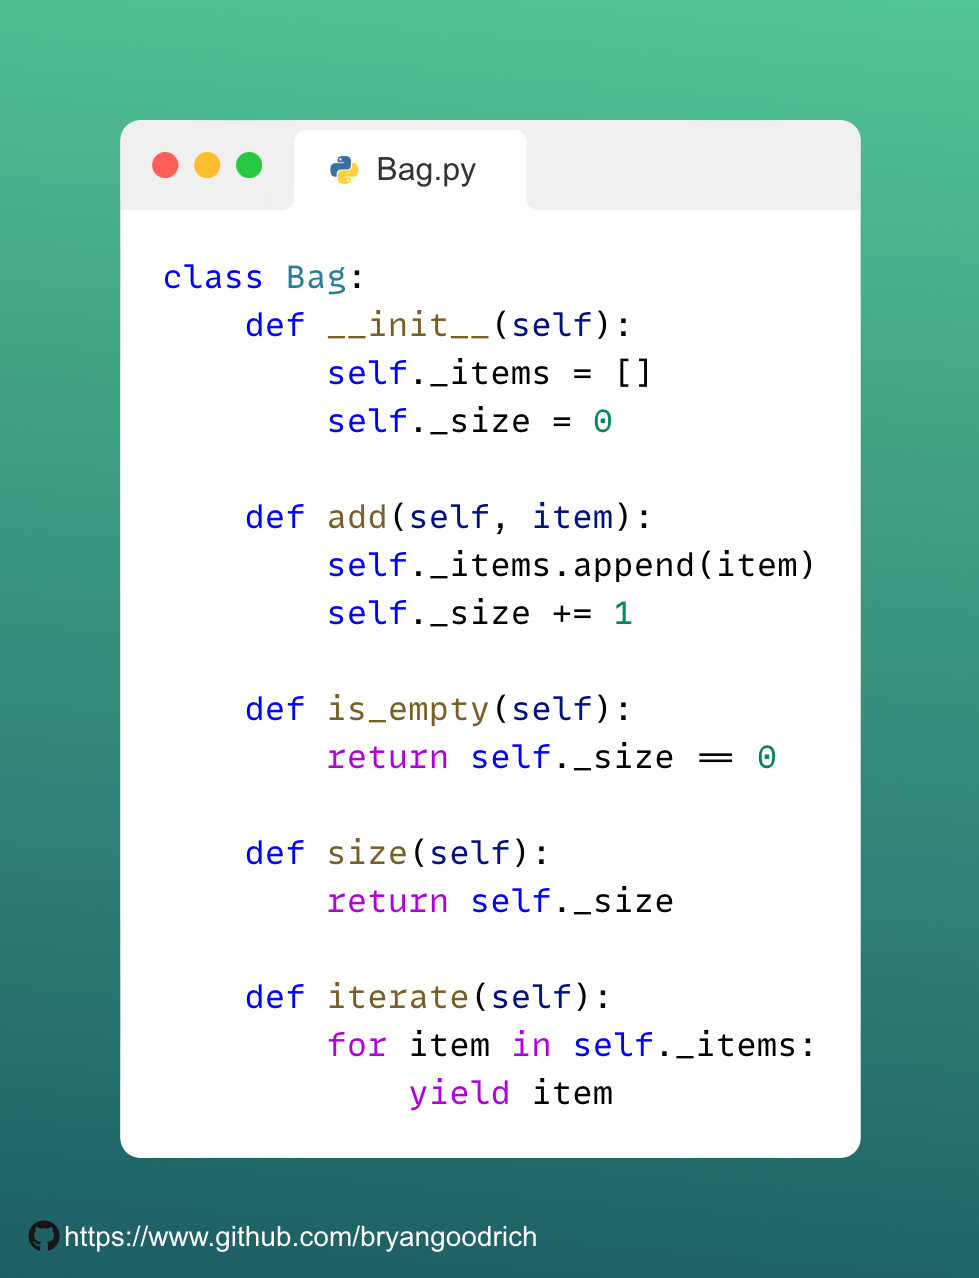 Bag.py
class Bag:
    def __init__(self):
        self._items = []
        self._size = 0

    def add(self, item):
        self._items.append(item)
        self._size += 1

    def is_empty(self):
        return self._size == 0

    def size(self):
        return self._size

    def iterate(self):
        for item in self._items:
            yield item
https://www.github.com/bryangoodrich